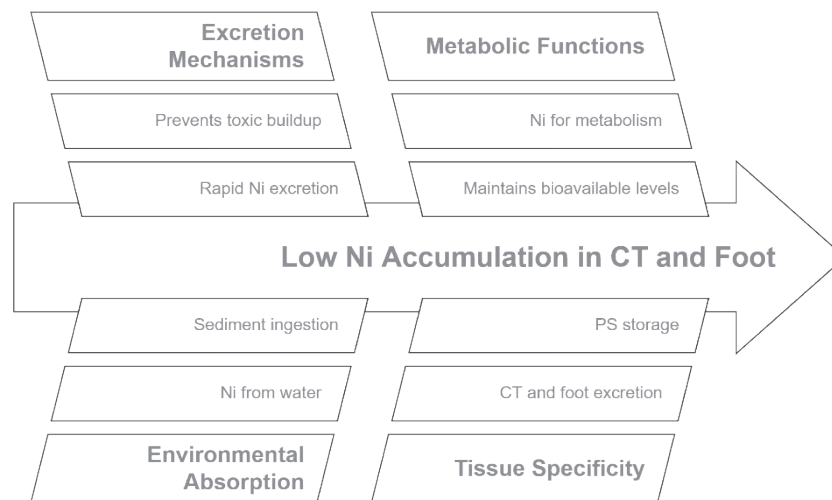 Excretion
Mechanisms
Metabolic Functions
Prevents toxic buildup
Ni for metabolism
Rapid Ni excretion
Maintains bioavailable levels
Low Ni Accumulation in CT and Foot
Sediment ingestion
PS storage
Ni from water
CT and foot excretion
Environmental
Absorption
Tissue Specificity